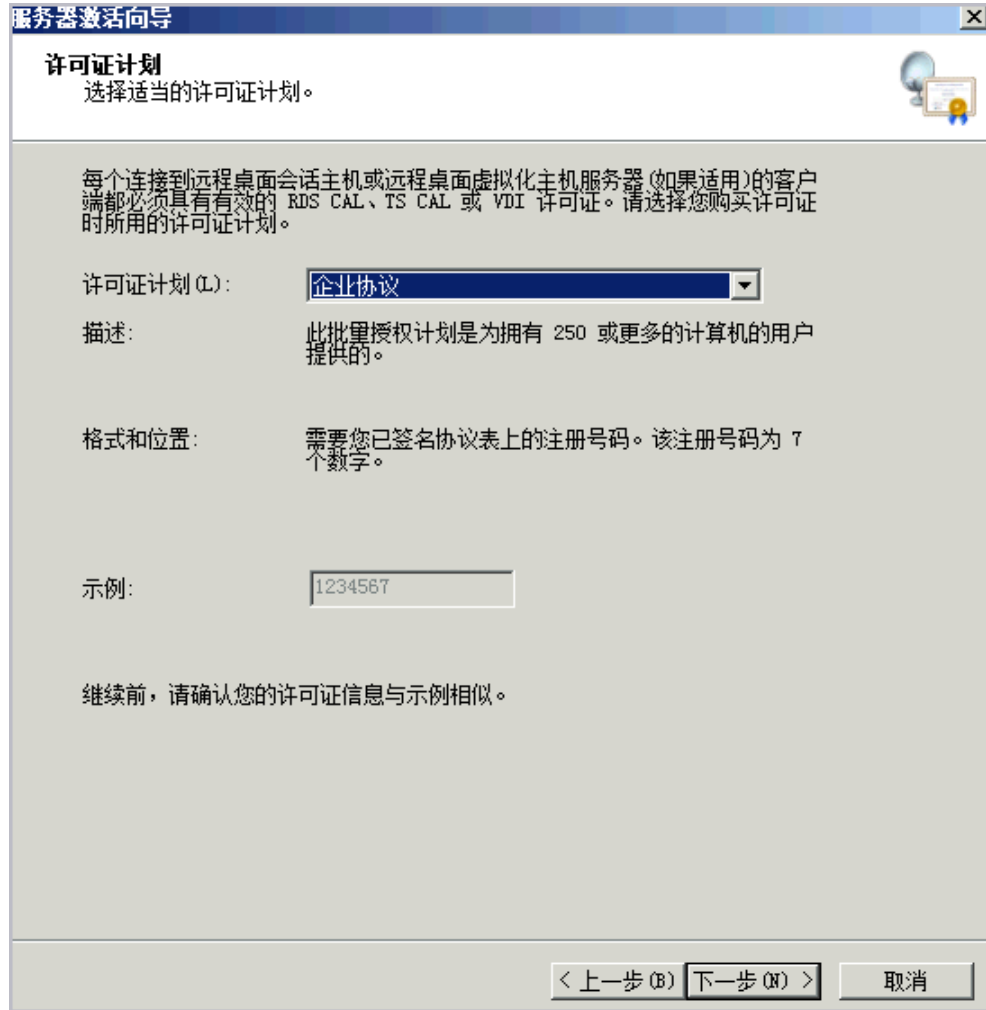 服务器激活向导
许可证计划
选择适当的许可证计划。
每个连接到远程桌面会话主机或远程桌面虚拟化主机服务器(如果适用)的客户
端都必须具有有效的 RDS CAL、TS CAL 或 VDI 许可证。请选择您购买许可证
时所用的许可证计划。
许可证计划(L): 企业协议
描述: 此批量授权计划是为拥有 250 或更多的计算机的用户
提供的。
格式和位置: 需要您已签名协议表上的注册号码。该注册号码为 7
个数字。
示例: 1234567
继续前，请确认您的许可证信息与示例相似。
< 上一步(B) 下一步(N) > 取消